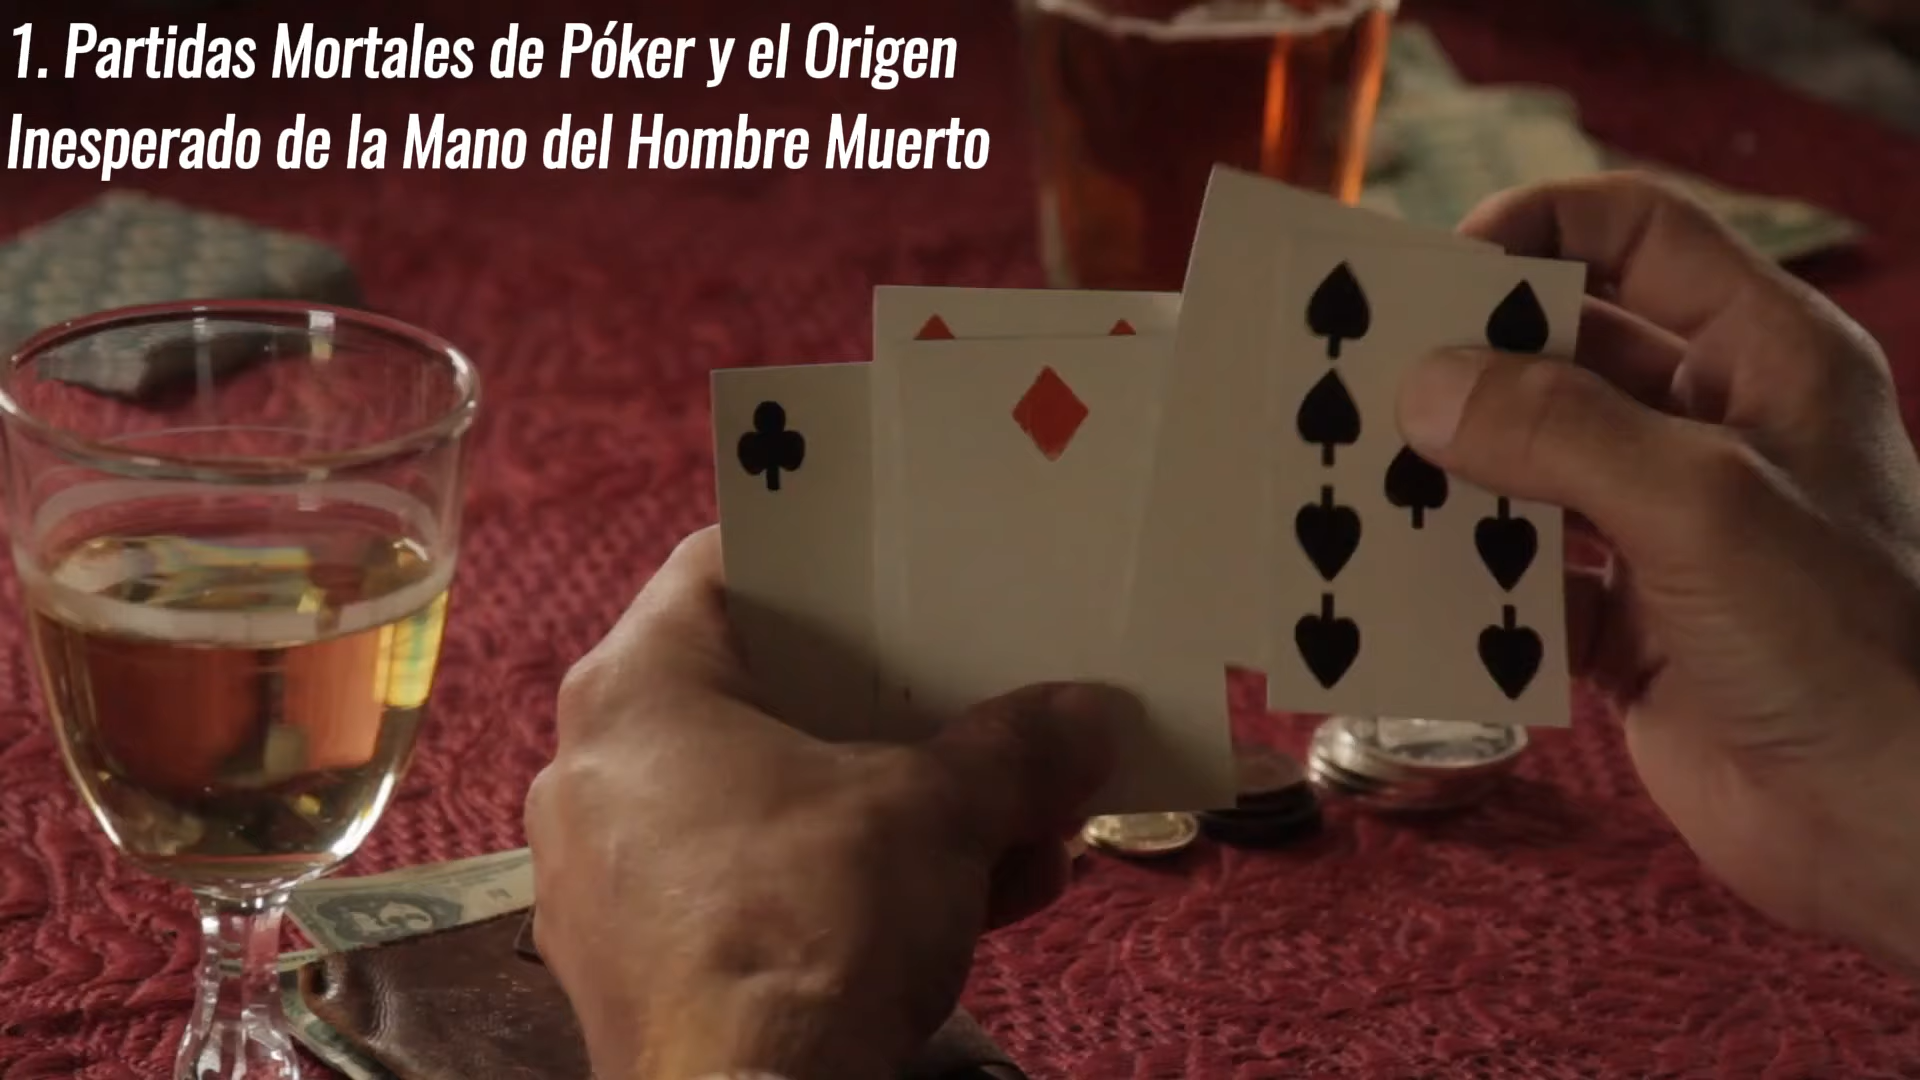 1. Partidas Mortales de Póker y el Origen
Inesperado de la Mano del Hombre Muerto